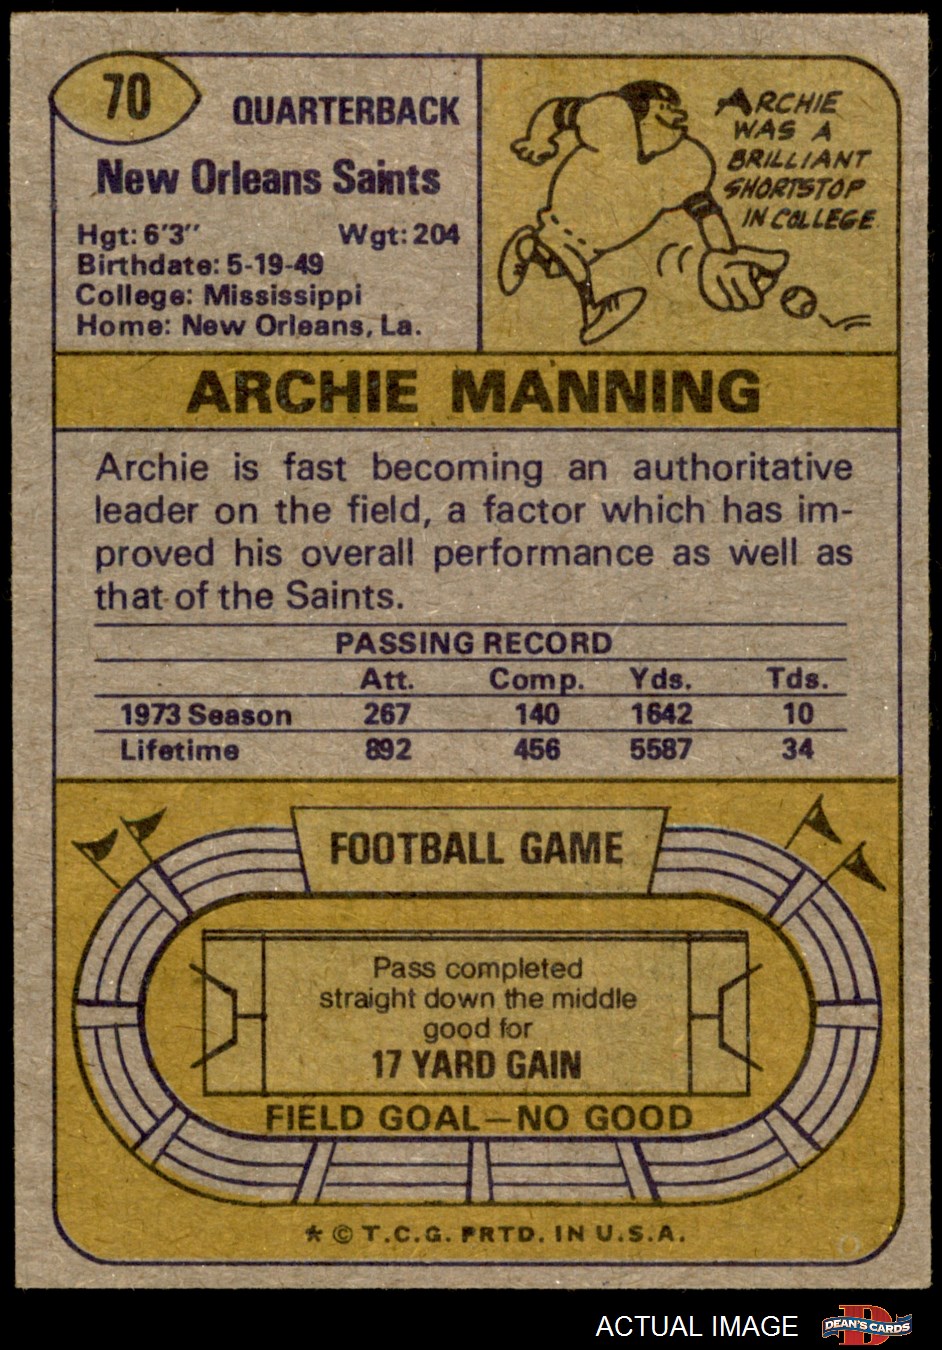 70
QUARTERBACK
New Orleans Saints
Hgt: 6'3" Wgt: 204
Birthdate: 5-19-49
College: Mississippi
Home: New Orleans, La.
ARCHIE
WAS A
BRILLIANT
SHORTSTOP
IN COLLEGE
ARCHIE MANNING
Archie is fast becoming an authoritative
leader on the field, a factor which has im-
proved his overall performance as well as
that of the Saints.
PASSING RECORD
Att. Comp. Yds. Tds.
1973 Season 267 140 1642 10
Lifetime 892 456 5587 34
FOOTBALL GAME
Pass completed
straight down the middle
good for
17 YARD GAIN
FIELD GOAL—NO GOOD
* © T.C.G. PRTD. IN U.S.A.
ACTUAL IMAGE
D
DEAN'S CARDS